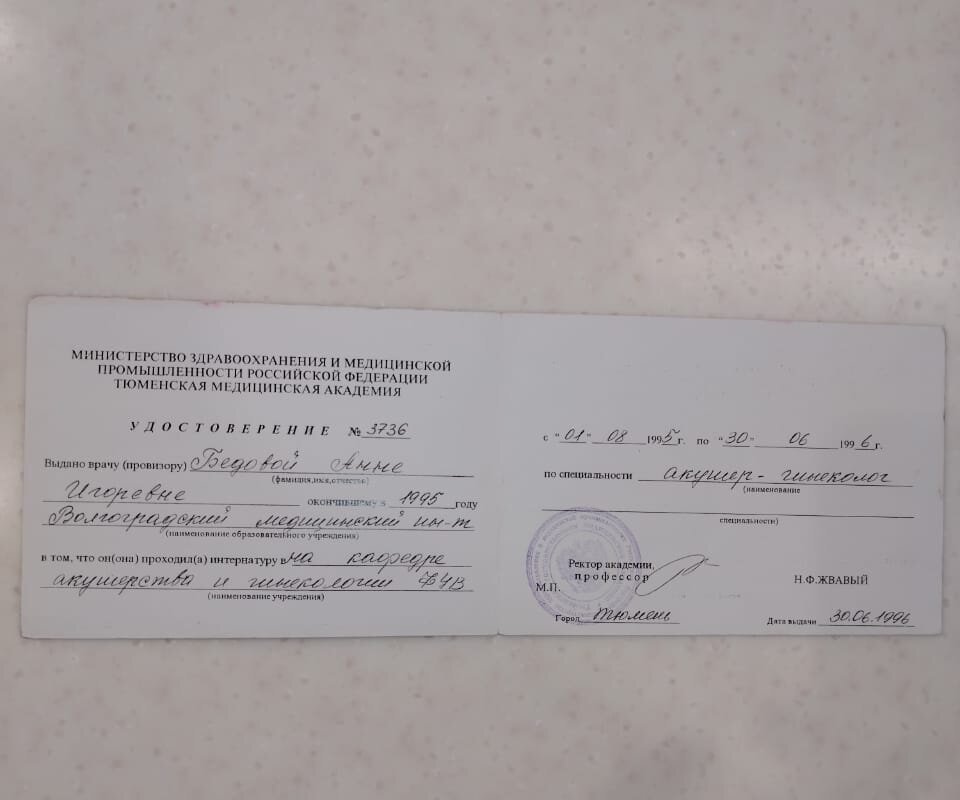 МИНИСТЕРСТВО ЗДРАВООХРАНЕНИЯ И МЕДИЦИНСКОЙ
ПРОМЫШЛЕННОСТИ РОССИЙСКОЙ ФЕДЕРАЦИИ
ТЮМЕНСКАЯ МЕДИЦИНСКАЯ АКАДЕМИЯ
УДОСТОВЕРЕНИЕ № 3736
Выдано врачу (провизору) Бедовой Анне
(фамилия,имя,отчество)
Игоревне окончившему в 1995 году
Волгоградский медицинский ин-т
(наименование образователйного учреждения)
в том, что он(она) проходил(а) интернатуру в на кафедре
акушерства и гинекологии ФУВ
(наименование учреждения)
с "01" 08 1995 г. по "30" 06 1996 г.
по специальности акушер-гинеколог
(наименование
специальности)
Ректор академии,
профессор
Н.Ф.ЖВАВЫЙ
М.П.
Город Тюмень Дата выдачи 30.06.1996